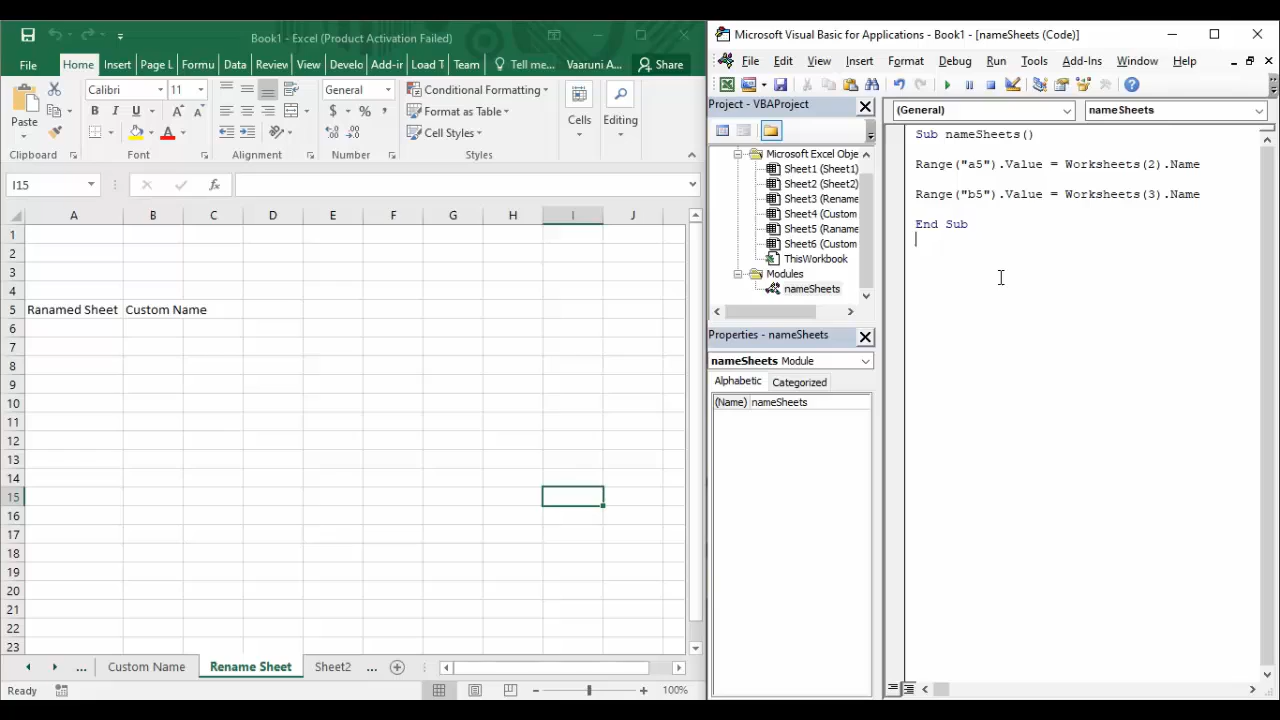 Book1 - Excel (Product Activation Failed)
File Home Insert Page L Formu Data Review View Develo Add-ir Load T Team Tell me... Vaaruni A... Share
Paste
Calibri 11
B I U
A A
General
$ % ,
Conditional Formatting
Format as Table
Cell Styles
Cells
Editing
Clipboard Font Alignment Number Styles
I15 fx
A B C D E F G H I J
1
2
3
4
5 Ranamed Sheet Custom Name
6
7
8
9
10
11
12
13
14
15
16
17
18
19
20
21
22
23
... Custom Name Rename Sheet Sheet2 ...
Ready 100%
Microsoft Visual Basic for Applications - Book1 - [nameSheets (Code)]
File Edit View Insert Format Debug Run Tools Add-Ins Window Help
Project - VBAProject
Microsoft Excel Obje
Sheet1 (Sheet1)
Sheet2 (Sheet2)
Sheet3 (Rename
Sheet4 (Custom
Sheet5 (Raname
Sheet6 (Custom
ThisWorkbook
Modules
nameSheets
Properties - nameSheets
nameSheets Module
Alphabetic Categorized
(Name) nameSheets
(General) nameSheets
Sub nameSheets()
Range("a5").Value = Worksheets(2).Name
Range("b5").Value = Worksheets(3).Name
End Sub